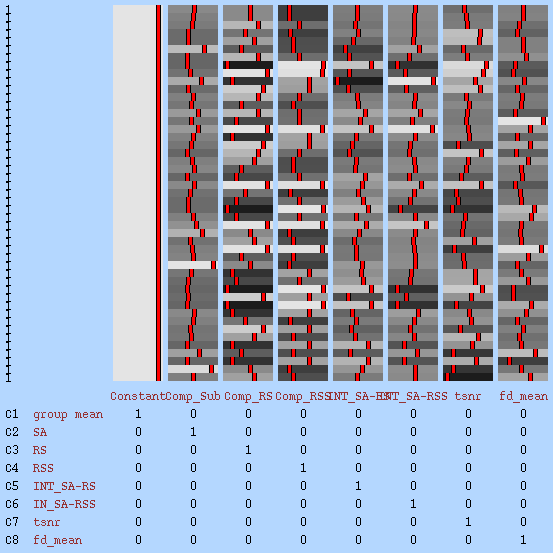 1
1
Constant Comp_Sub Comp_RS Comp_RSS INT_SA-RS INT_SA-RSS tsnr fd_mean
C1 group mean 1 0 0 0 0 0 0 0
C2 SA 0 1 0 0 0 0 0 0
C3 RS 0 0 1 0 0 0 0 0
C4 RSS 0 0 0 1 0 0 0 0
C5 INT_SA-RS 0 0 0 0 1 0 0 0
C6 IN_SA-RSS 0 0 0 0 0 1 0 0
C7 tsnr 0 0 0 0 0 0 1 0
C8 fd_mean 0 0 0 0 0 0 0 1